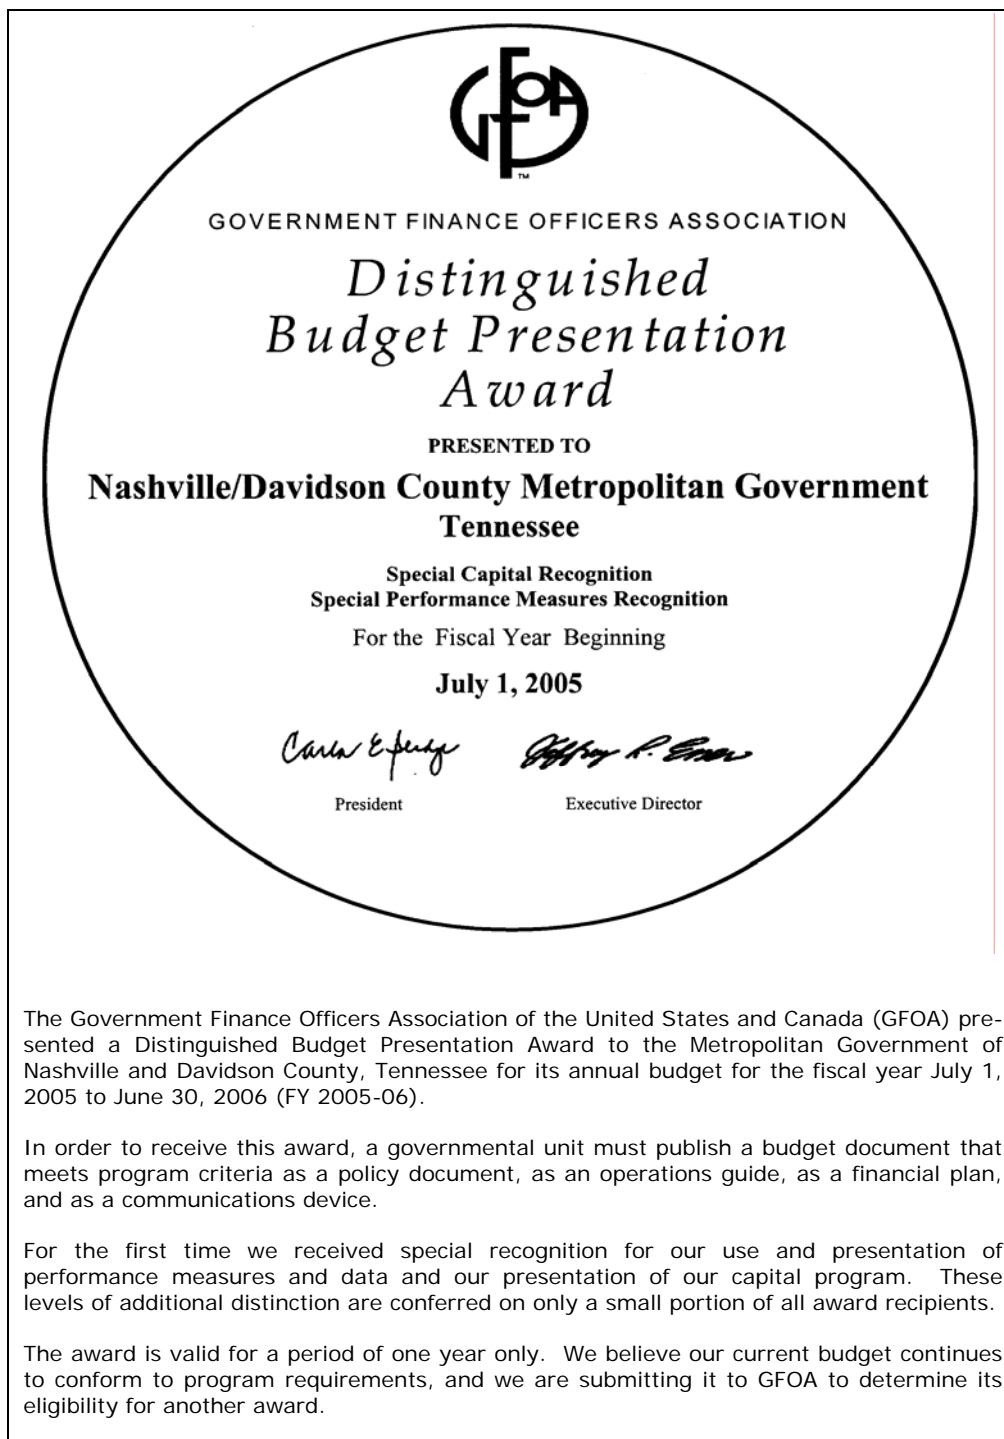 GFOA
TM
GOVERNMENT FINANCE OFFICERS ASSOCIATION
Distinguished
Budget Presentation
Award
PRESENTED TO
Nashville/Davidson County Metropolitan Government
Tennessee
Special Capital Recognition
Special Performance Measures Recognition
For the Fiscal Year Beginning
July 1, 2005
Jeffrey R. Enser
President Executive Director
The Government Finance Officers Association of the United States and Canada (GFOA) pre-
sented a Distinguished Budget Presentation Award to the Metropolitan Government of
Nashville and Davidson County, Tennessee for its annual budget for the fiscal year July 1,
2005 to June 30, 2006 (FY 2005-06).
In order to receive this award, a governmental unit must publish a budget document that
meets program criteria as a policy document, as an operations guide, as a financial plan,
and as a communications device.
For the first time we received special recognition for our use and presentation of
performance measures and data and our presentation of our capital program. These
levels of additional distinction are conferred on only a small portion of all award recipients.
The award is valid for a period of one year only. We believe our current budget continues
to conform to program requirements, and we are submitting it to GFOA to determine its
eligibility for another award.